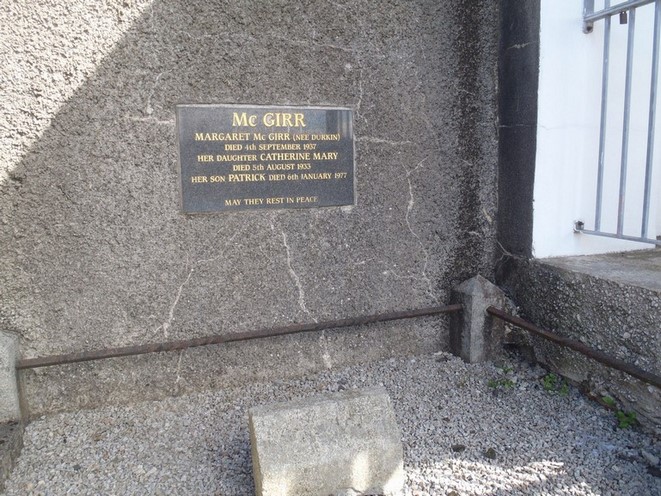 Mc GIRR
MARGARET Mc GIRR (NEE DURKIN)
DIED 4th SEPTEMBER 1937
HER DAUGHTER CATHERINE MARY
DIED 5th AUGUST 1933
HER SON PATRICK DIED 6th JANUARY 1977
MAY THEY REST IN PEACE